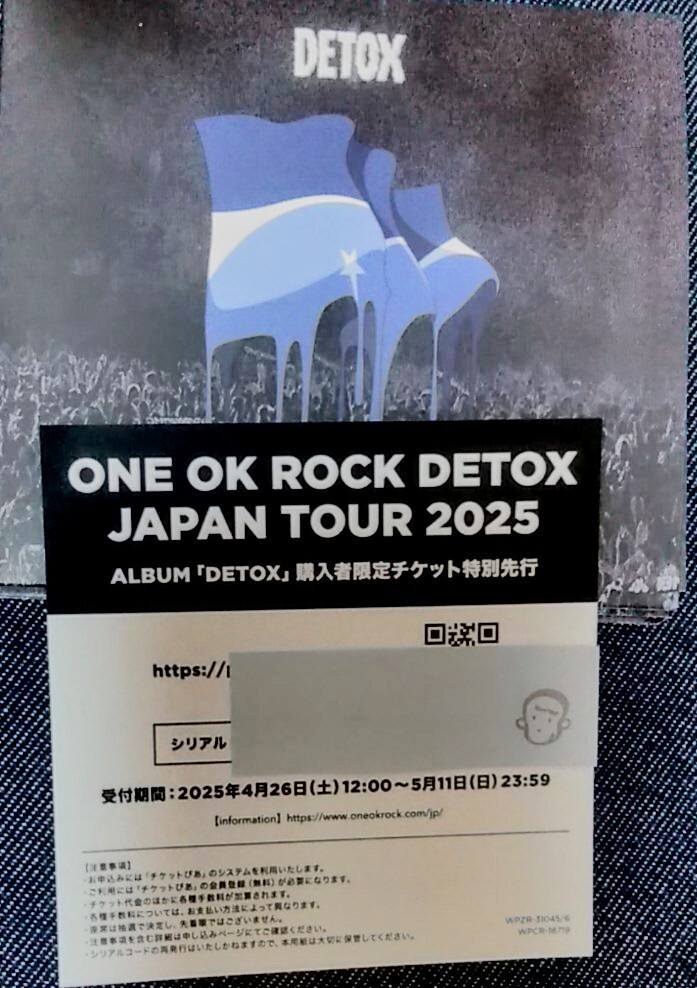 DETOX
ONE OK ROCK DETOX
JAPAN TOUR 2025
ALBUM「DETOX」購入者限定チケット特別先行
https://
シリアル
受付期間：2025年4月26日(土)12:00～5月11日(日)23:59
【information】https://www.oneokrock.com/jp/
【注意事項】
・お申込みには「チケットぴあ」のシステムを利用いたします。
・ご利用には「チケットぴあ」の会員登録（無料）が必要になります。
・チケット代金のほかに各種手数料が加算されます。
・各種手数料については、お支払い方法によって異なります。
・座席は抽選で決定し、先着順ではございません。
・注意事項を含む詳細は申し込みページにてご確認ください。
・シリアルコードの再発行はいたしかねますので、本用紙は大切に保管してください。
WPZR-31045/6
WPCR-18719